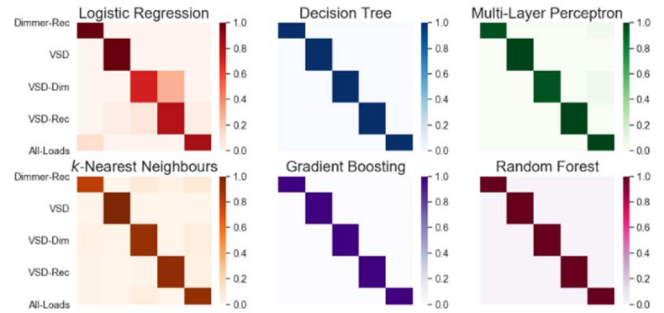 Logistic Regression
Decision Tree
Multi-Layer Perceptron
Dimmer-Rec
VSD
VSD-Dim
VSD-Rec
All-Loads
1.0
0.8
0.6
0.4
0.2
0.0
1.0
0.8
0.6
0.4
0.2
0.0
1.0
0.8
0.6
0.4
0.2
0.0
k-Nearest Neighbours
Gradient Boosting
Random Forest
Dimmer-Rec
VSD
VSD-Dim
VSD-Rec
All-Loads
1.0
0.8
0.6
0.4
0.2
0.0
1.0
0.8
0.6
0.4
0.2
0.0
1.0
0.8
0.6
0.4
0.2
0.0